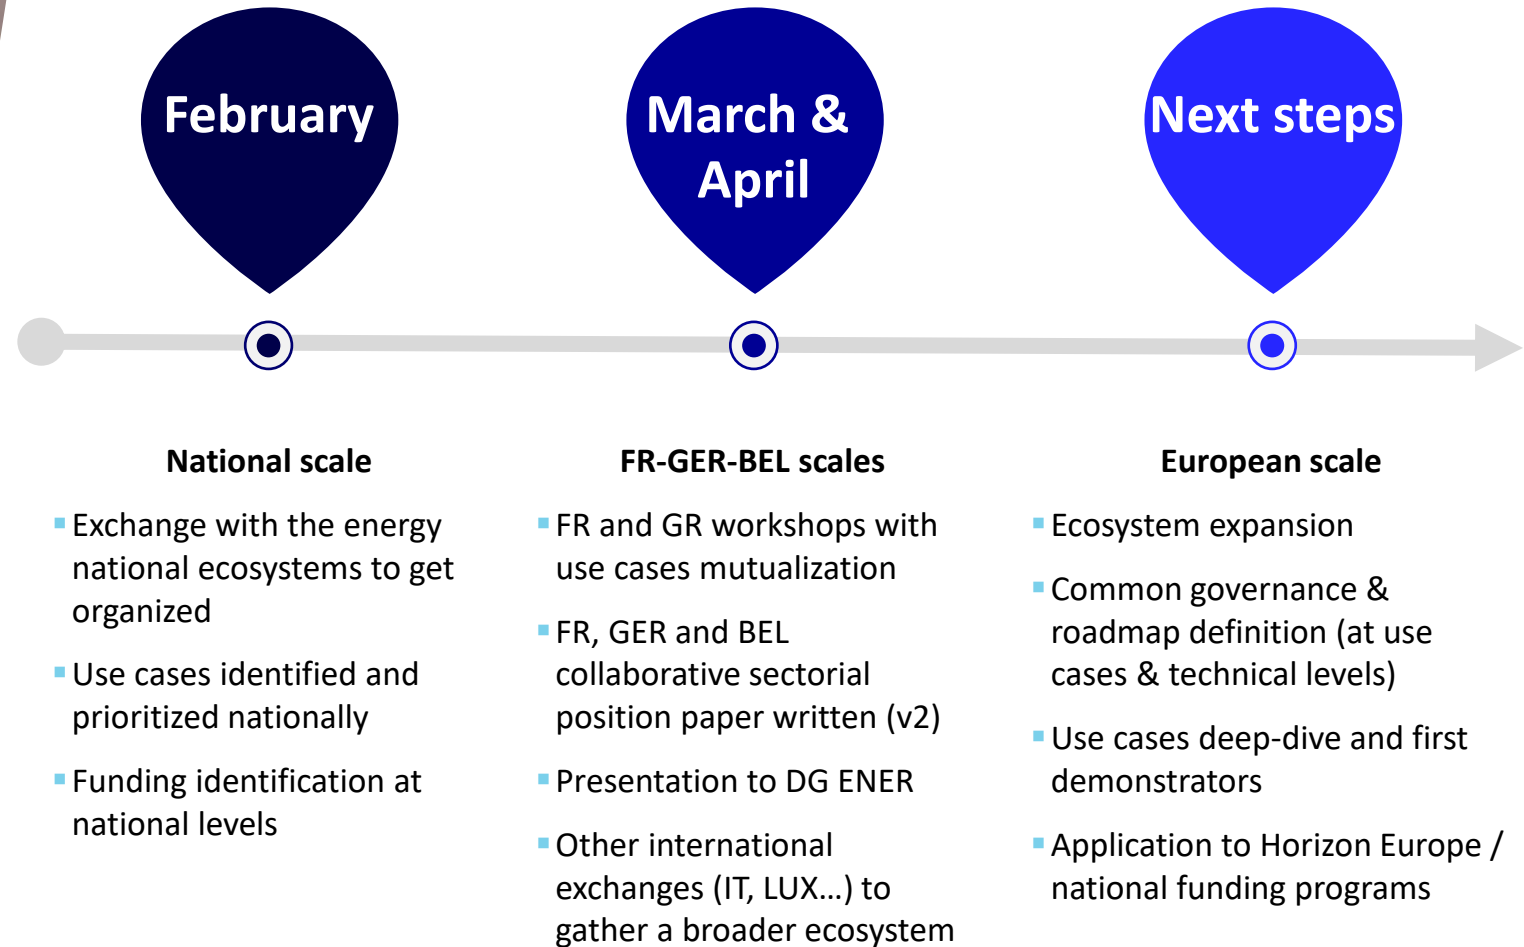 February
March &
April
Next steps
National scale
▪ Exchange with the energy
national ecosystems to get
organized
▪ Use cases identified and
prioritized nationally
▪ Funding identification at
national levels
FR-GER-BEL scales
▪ FR and GR workshops with
use cases mutualization
▪ FR, GER and BEL
collaborative sectorial
position paper written (v2)
▪ Presentation to DG ENER
▪ Other international
exchanges (IT, LUX...) to
gather a broader ecosystem
European scale
▪ Ecosystem expansion
▪ Common governance &
roadmap definition (at use
cases & technical levels)
▪ Use cases deep-dive and first
demonstrators
▪ Application to Horizon Europe /
national funding programs